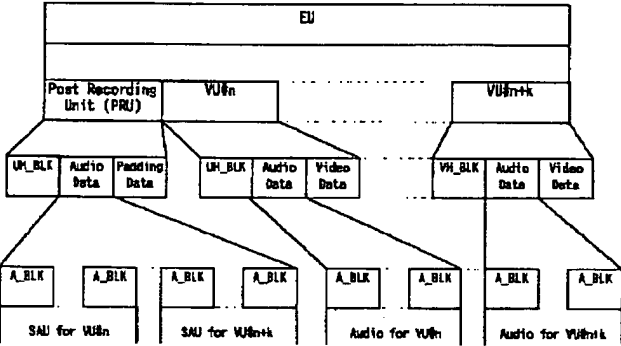 EU
Post Recording
Unit (PRU)
VU#n
VU#n+k
UH_BLK
Audio
Data
Padding
Data
UH_BLK
Audio
Data
Video
Data
VH_BLK
Audio
Data
Video
Data
A_BLK
A_BLK
A_BLK
A_BLK
A_BLK
A_BLK
A_BLK
A_BLK
SAU for VU#n
SAU for VU#n+k
Audio for VU#n
Audio for VU#n+k